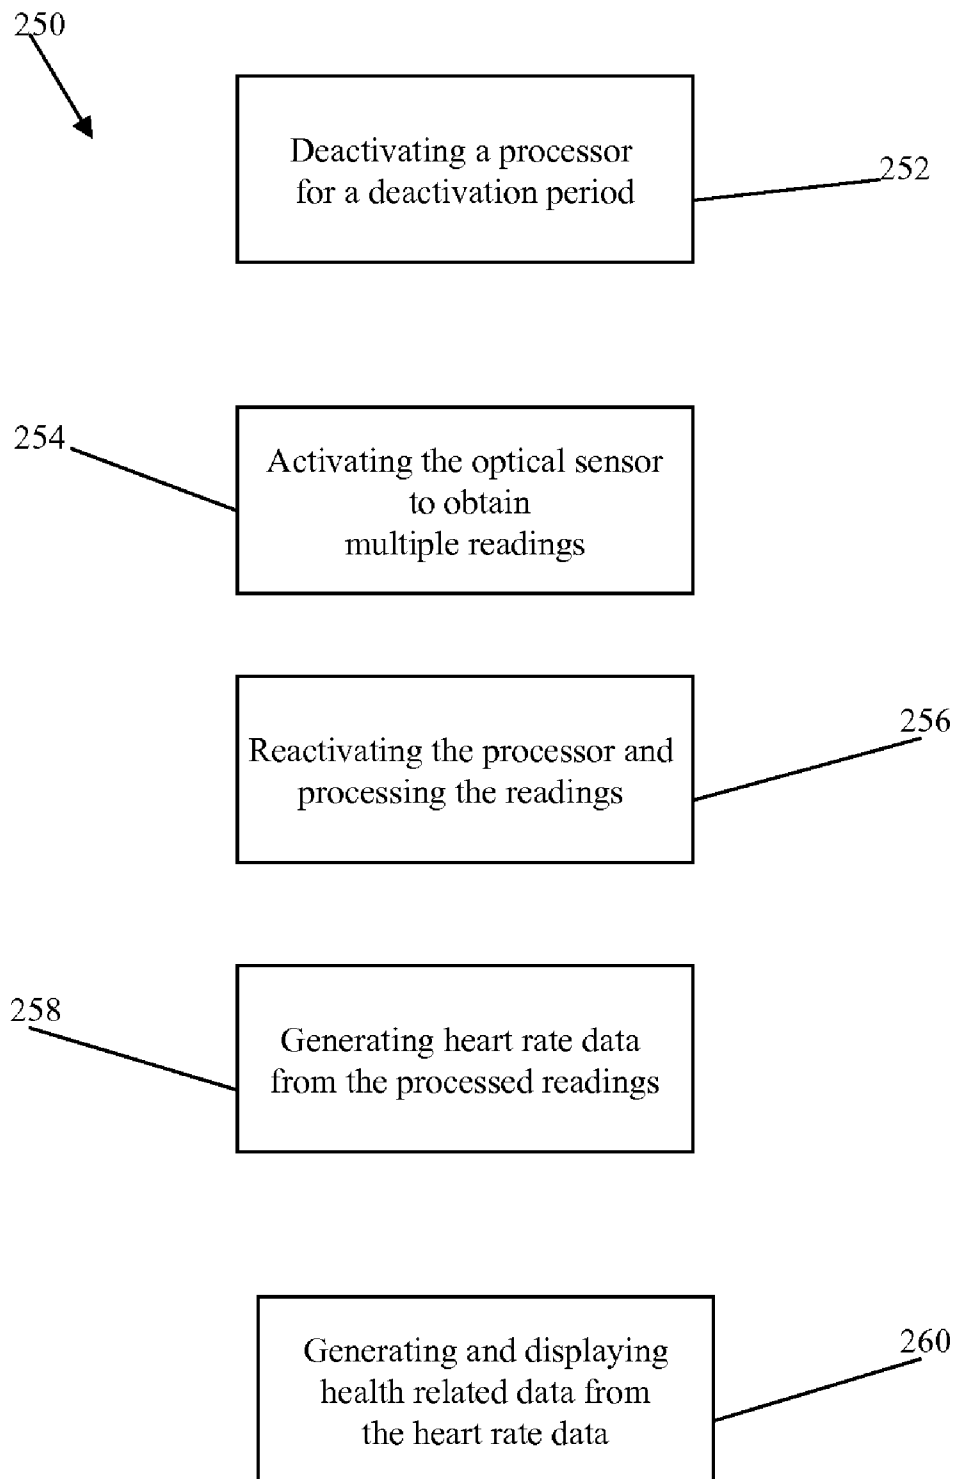 250
Deactivating a processor
for a deactivation period
252
254
Activating the optical sensor
to obtain
multiple readings
256
Reactivating the processor and
processing the readings
258
Generating heart rate data
from the processed readings
260
Generating and displaying
health related data from
the heart rate data